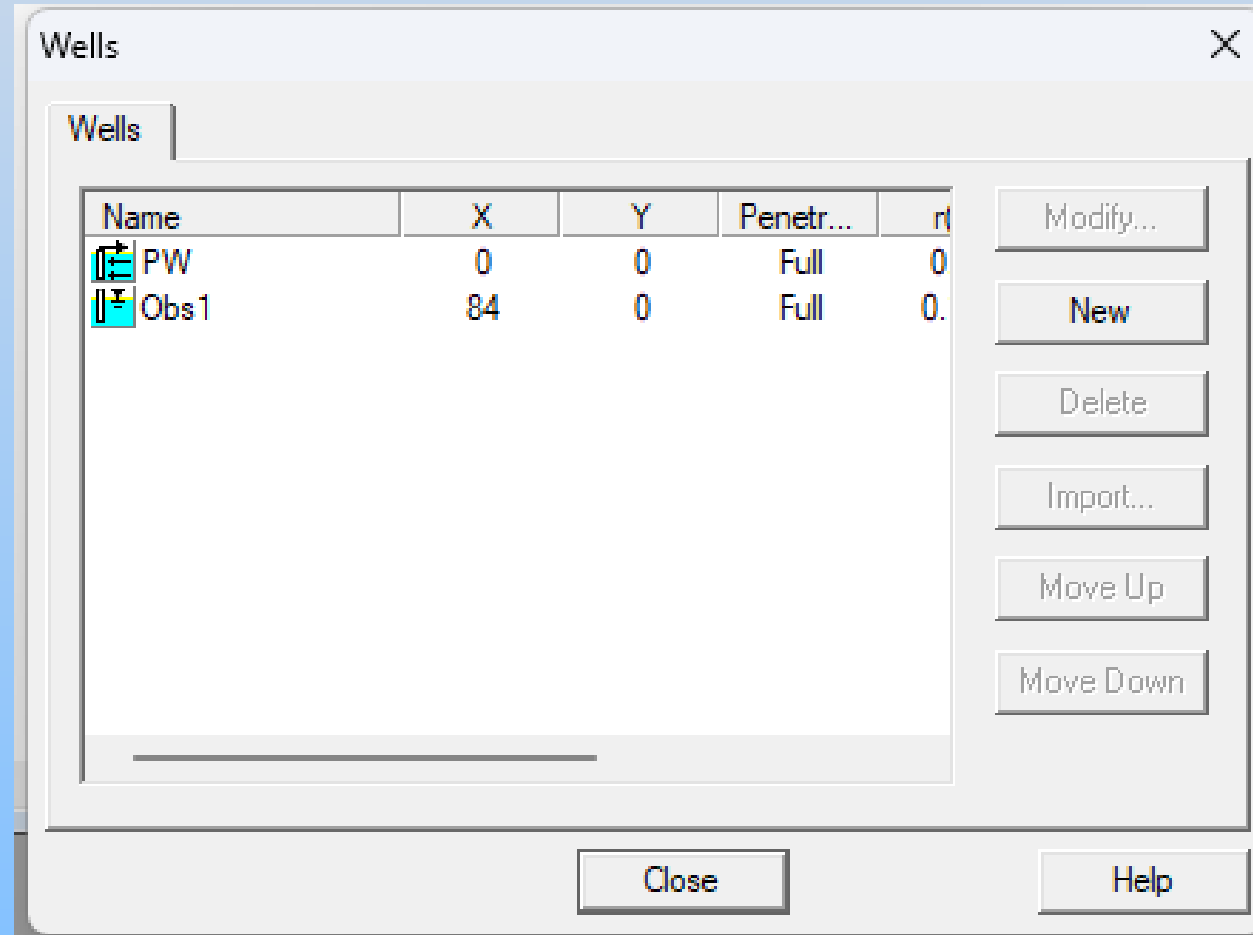 Wells
Wells
Name X Y Penetr... r(
PW 0 0 Full 0
Obs1 84 0 Full 0.
Modify...
New
Delete
Import...
Move Up
Move Down
Close Help